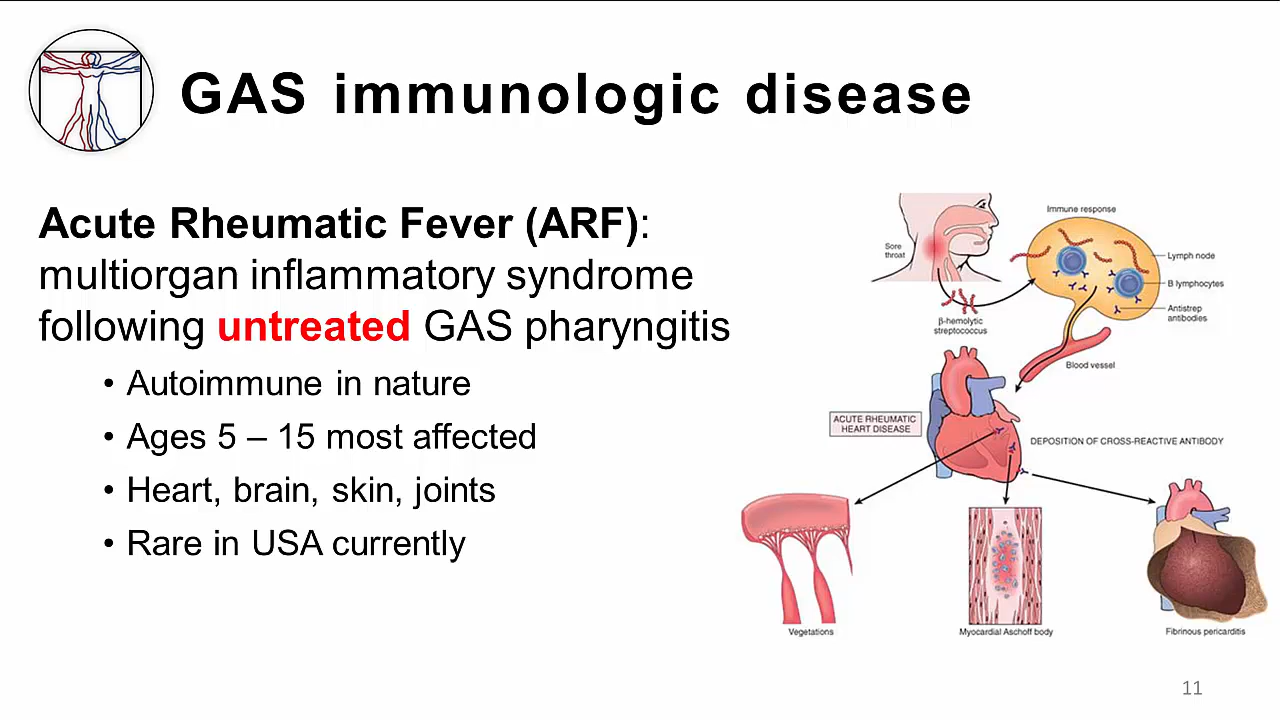 GAS immunologic disease
Acute Rheumatic Fever (ARF):
multiorgan inflammatory syndrome
following untreated GAS pharyngitis
• Autoimmune in nature
• Ages 5 – 15 most affected
• Heart, brain, skin, joints
• Rare in USA currently
Immune response
Sore
throat
Lymph node
B lymphocytes
Antistrep
antibodies
β-hemolytic
streptococcus
Blood vessel
ACUTE RHEUMATIC
HEART DISEASE
DEPOSITION OF CROSS-REACTIVE ANTIBODY
Vegetations
Myocardial Aschoff body
Fibrinous pericarditis
11